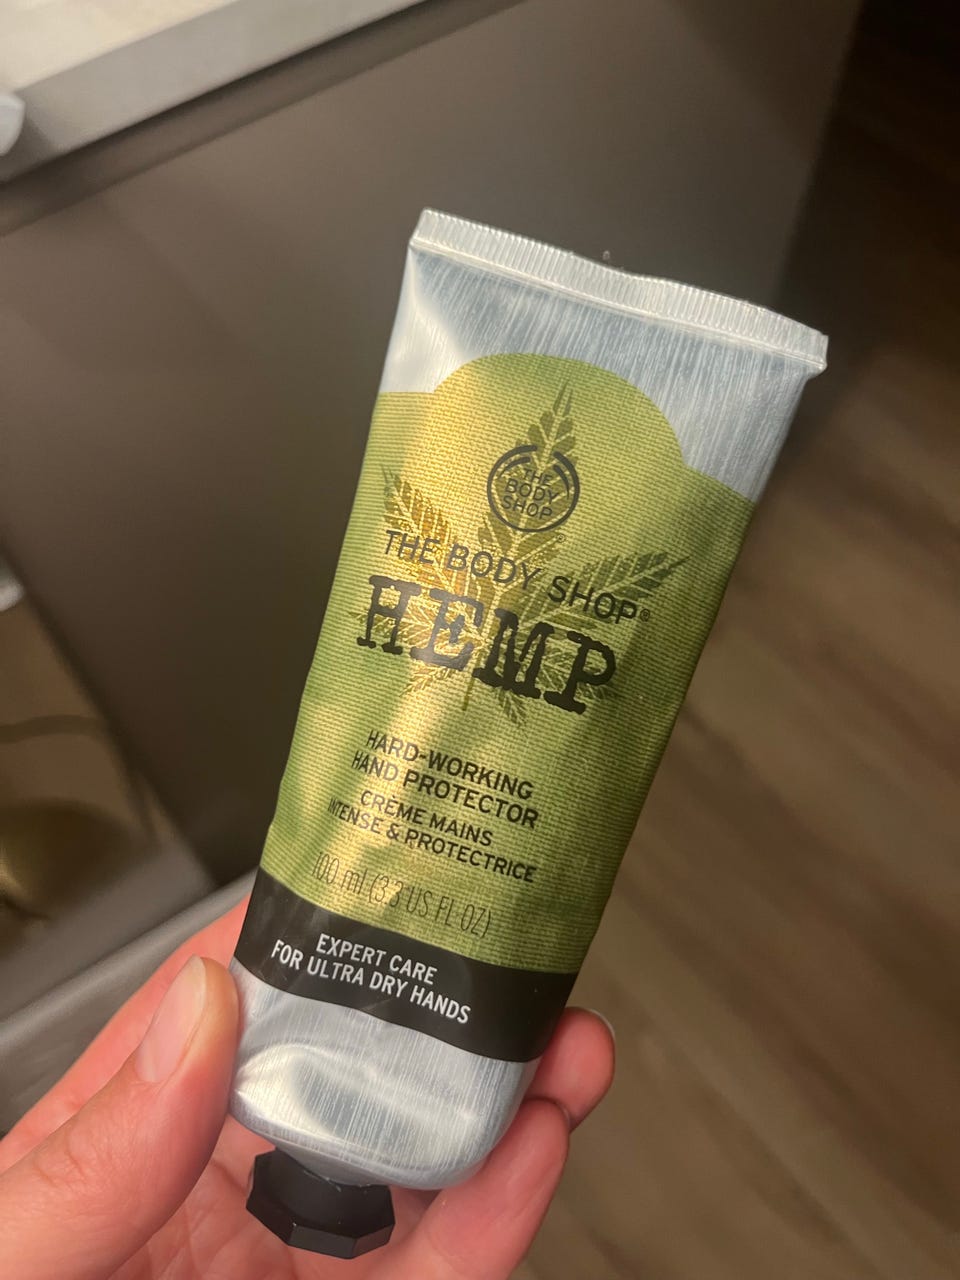 THE
BODY
SHOP
THE BODY SHOP®
HEMP
HARD-WORKING
HAND PROTECTOR
CRÈME MAINS
INTENSE & PROTECTRICE
100 ml (3.3 US FL OZ)
EXPERT CARE
FOR ULTRA DRY HANDS